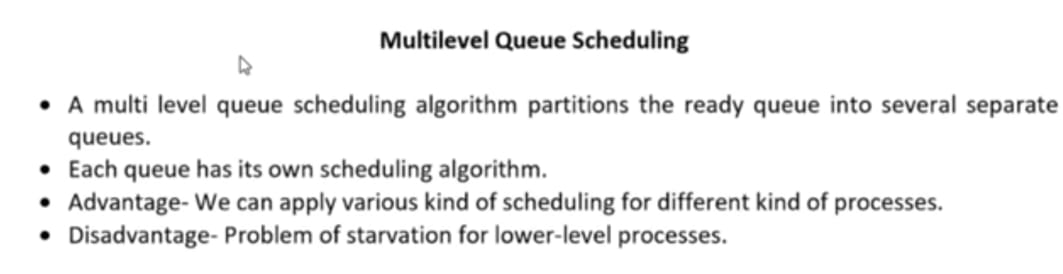 Multilevel Queue Scheduling
• A multi level queue scheduling algorithm partitions the ready queue into several separate
queues.
• Each queue has its own scheduling algorithm.
• Advantage- We can apply various kind of scheduling for different kind of processes.
• Disadvantage- Problem of starvation for lower-level processes.